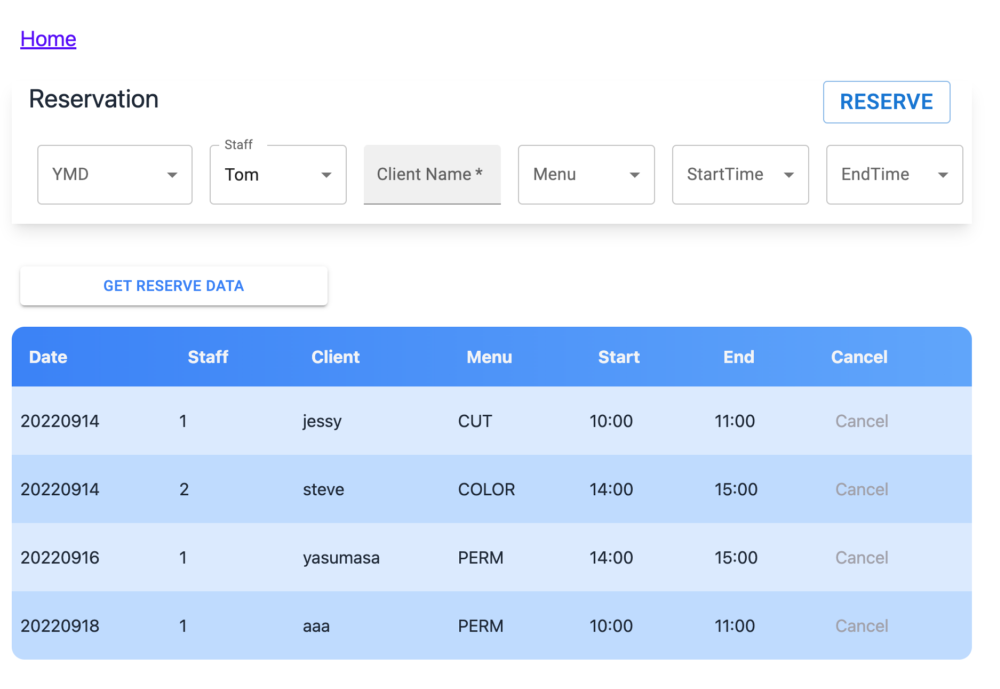 Home
Reservation RESERVE
Staff
YMD Tom Client Name * Menu StartTime EndTime
GET RESERVE DATA
Date Staff Client Menu Start End Cancel
20220914 1 jessy CUT 10:00 11:00 Cancel
20220914 2 steve COLOR 14:00 15:00 Cancel
20220916 1 yasumasa PERM 14:00 15:00 Cancel
20220918 1 aaa PERM 10:00 11:00 Cancel